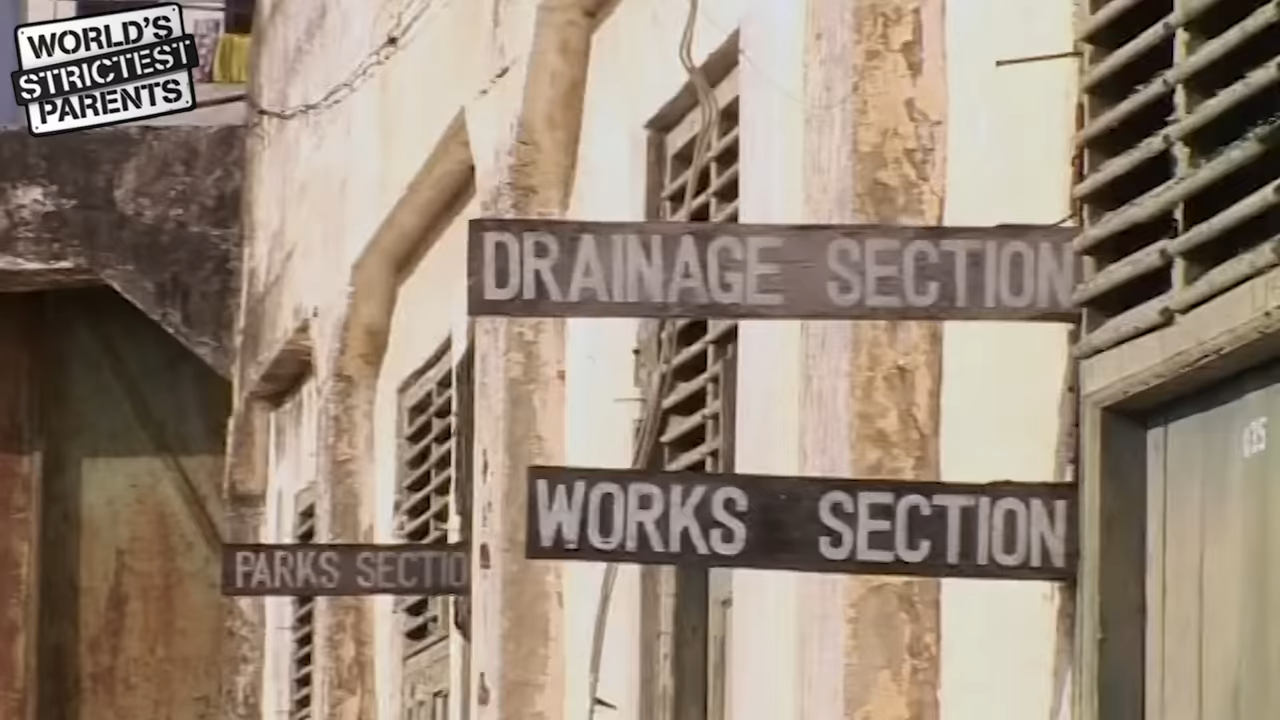 WORLD'S
STRICTEST
PARENTS
DRAINAGE SECTION
WORKS SECTION
PARKS SECTIO